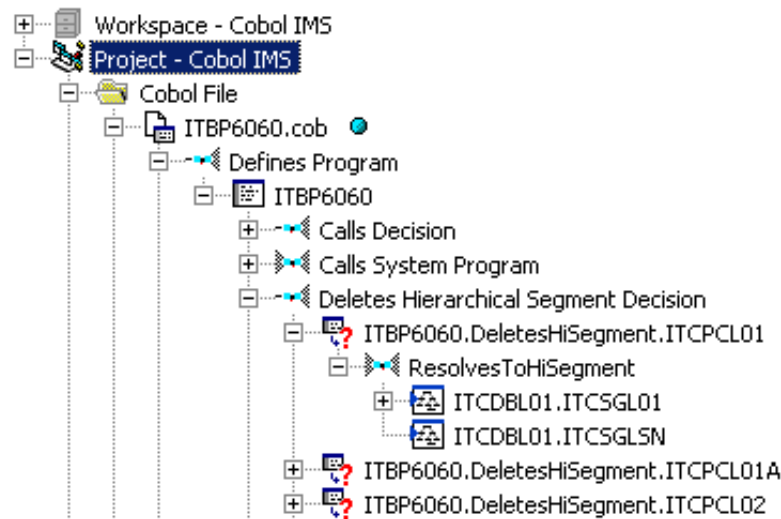 Workspace - Cobol IMS
Project - Cobol IMS
Cobol File
ITBP6060.cob
Defines Program
ITBP6060
Calls Decision
Calls System Program
Deletes Hierarchical Segment Decision
ITBP6060.DeletesHiSegment.ITCPCL01
ResolvesToHiSegment
ITCDBL01.ITCSGL01
ITCDBL01.ITCSGLSN
ITBP6060.DeletesHiSegment.ITCPCL01A
ITBP6060.DeletesHiSegment.ITCPCL02